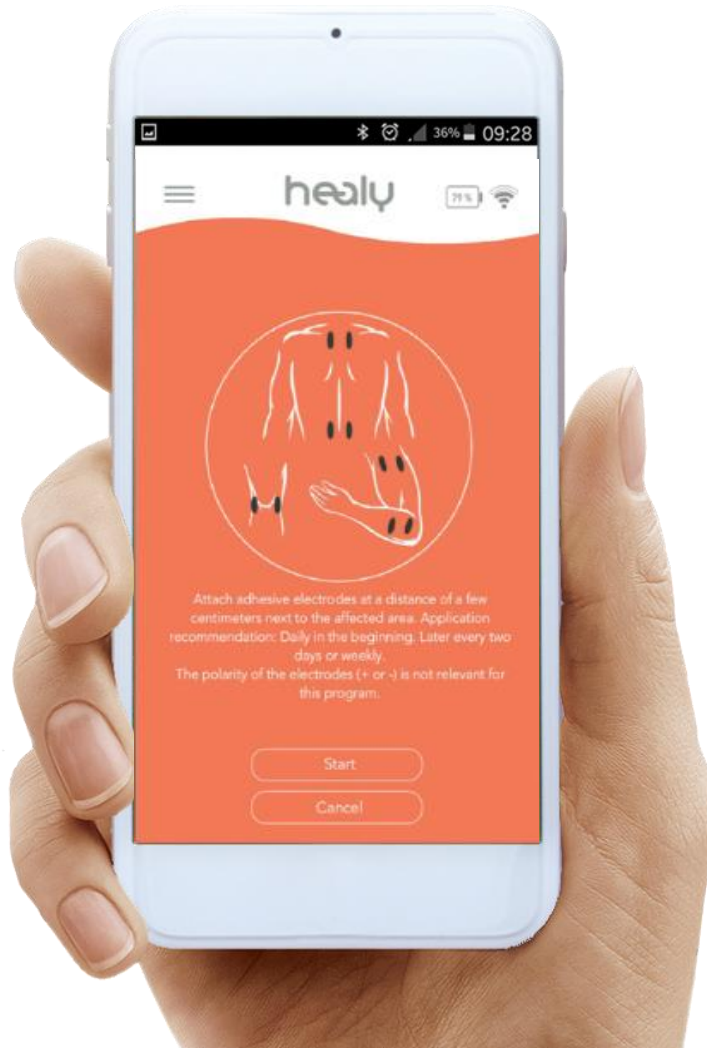 36% 09:28
healy
79%
Attach adhesive electrodes at a distance of a few
centimeters next to the affected area. Application
recommendation: Daily in the beginning. Later every two
days or weekly.
The polarity of the electrodes (+ or -) is not relevant for
this program.
Start
Cancel